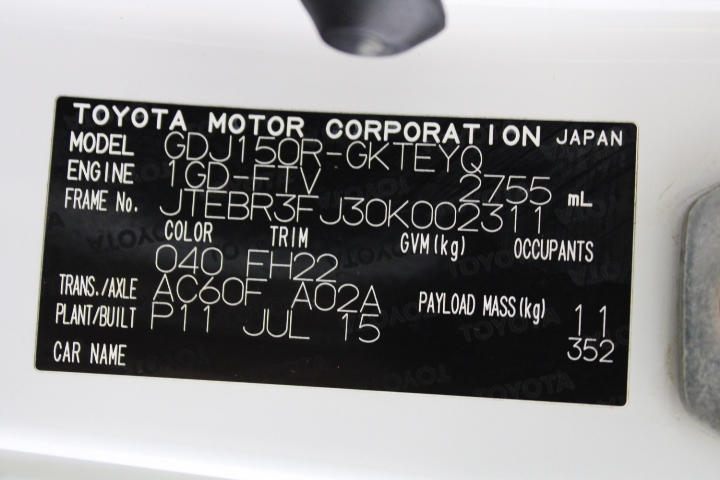 TOYOTA MOTOR CORPORATION JAPAN
MODEL GDJ150R-GKTEYQ
ENGINE 1GD-FTV 2755 mL
FRAME No. JTEBR3FJ30K002311
COLOR TRIM GVM(kg) OCCUPANTS
040 FH22
TRANS./AXLE AC60F A02A PAYLOAD MASS(kg) 11
PLANT/BUILT P11 JUL 15 352
CAR NAME